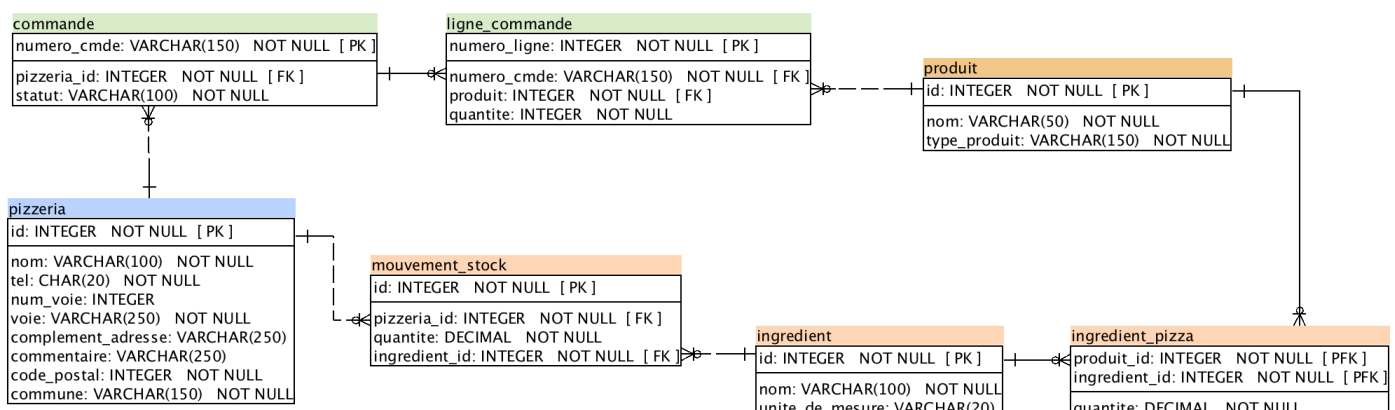 commande
numero_cmde: VARCHAR(150) NOT NULL [ PK ]
pizzeria_id: INTEGER NOT NULL [ FK ]
statut: VARCHAR(100) NOT NULL
ligne_commande
numero_ligne: INTEGER NOT NULL [ PK ]
numero_cmde: VARCHAR(150) NOT NULL [ FK ]
produit: INTEGER NOT NULL [ FK ]
quantite: INTEGER NOT NULL
produit
id: INTEGER NOT NULL [ PK ]
nom: VARCHAR(50) NOT NULL
type_produit: VARCHAR(150) NOT NULL
pizzeria
id: INTEGER NOT NULL [ PK ]
nom: VARCHAR(100) NOT NULL
tel: CHAR(20) NOT NULL
num_voie: INTEGER
voie: VARCHAR(250) NOT NULL
complement_adresse: VARCHAR(250)
commentaire: VARCHAR(250)
code_postal: INTEGER NOT NULL
commune: VARCHAR(150) NOT NULL
mouvement_stock
id: INTEGER NOT NULL [ PK ]
pizzeria_id: INTEGER NOT NULL [ FK ]
quantite: DECIMAL NOT NULL
ingredient_id: INTEGER NOT NULL [ FK ]
ingredient
id: INTEGER NOT NULL [ PK ]
nom: VARCHAR(100) NOT NULL
unite_de_mesure: VARCHAR(20)
ingredient_pizza
produit_id: INTEGER NOT NULL [ PFK ]
ingredient_id: INTEGER NOT NULL [ PFK ]
quantite: DECIMAL NOT NULL